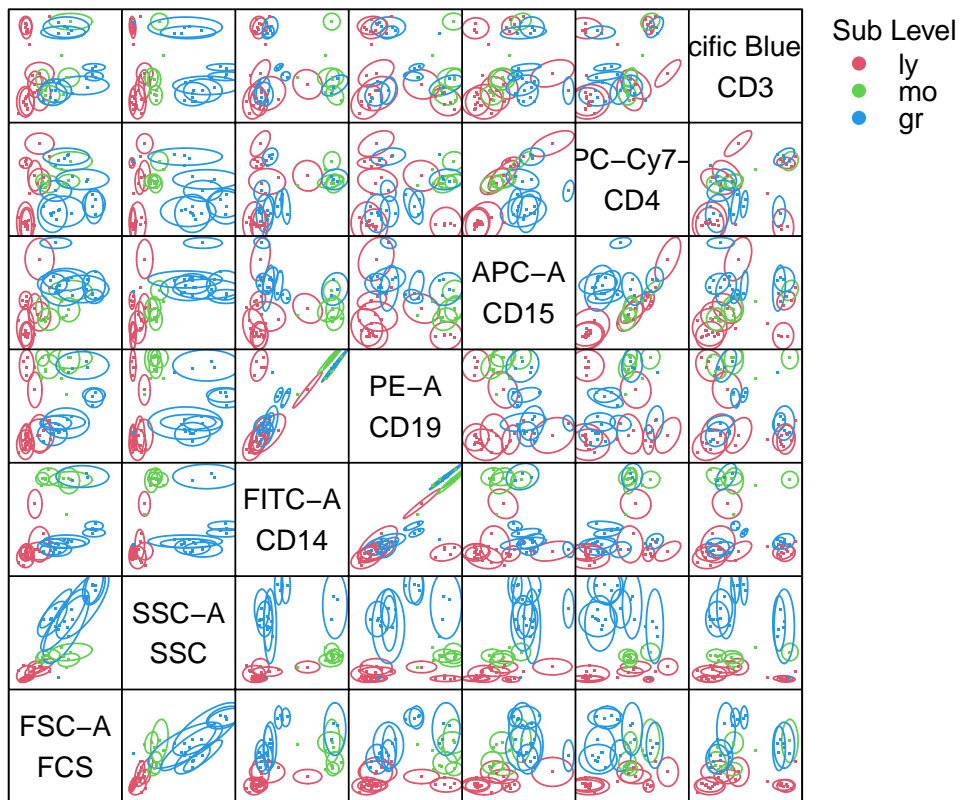 Sub Level
ly
mo
gr
cific Blue
CD3
PC−Cy7−
CD4
APC−A
CD15
PE−A
CD19
FITC−A
CD14
SSC−A
SSC
FSC−A
FCS